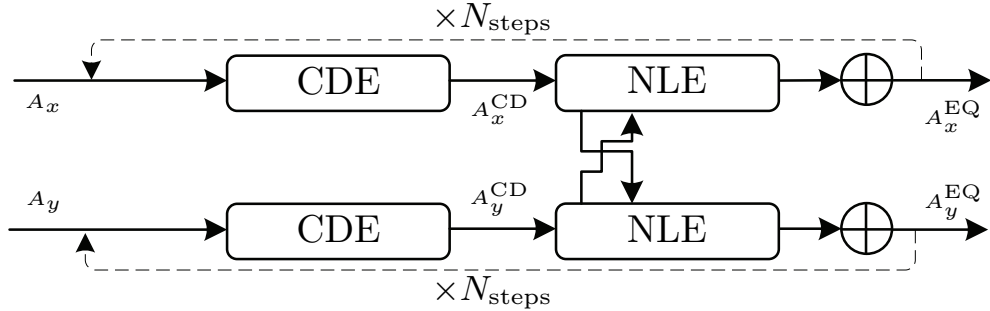 ×N_steps
CDE
NLE
A_x
A_x^CD
A_x^EQ
A_y
A_y^CD
A_y^EQ
CDE
NLE
×N_steps